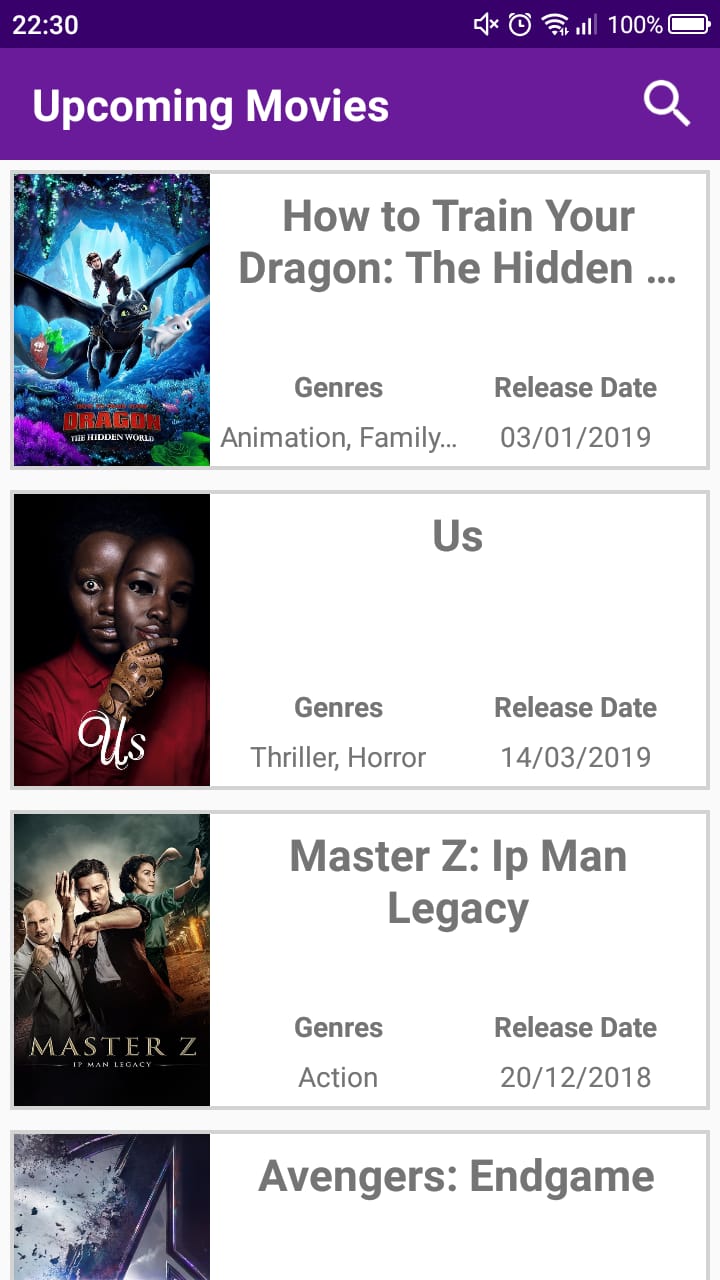 22:30
100%
Upcoming Movies
How to Train Your
Dragon: The Hidden ...
Genres
Release Date
Animation, Family...
03/01/2019
DRAGON
THE HIDDEN WORLD
Us
Genres
Release Date
Thriller, Horror
14/03/2019
Us
Master Z: Ip Man
Legacy
Genres
Release Date
Action
20/12/2018
MASTER Z
IP MAN LEGACY
Avengers: Endgame